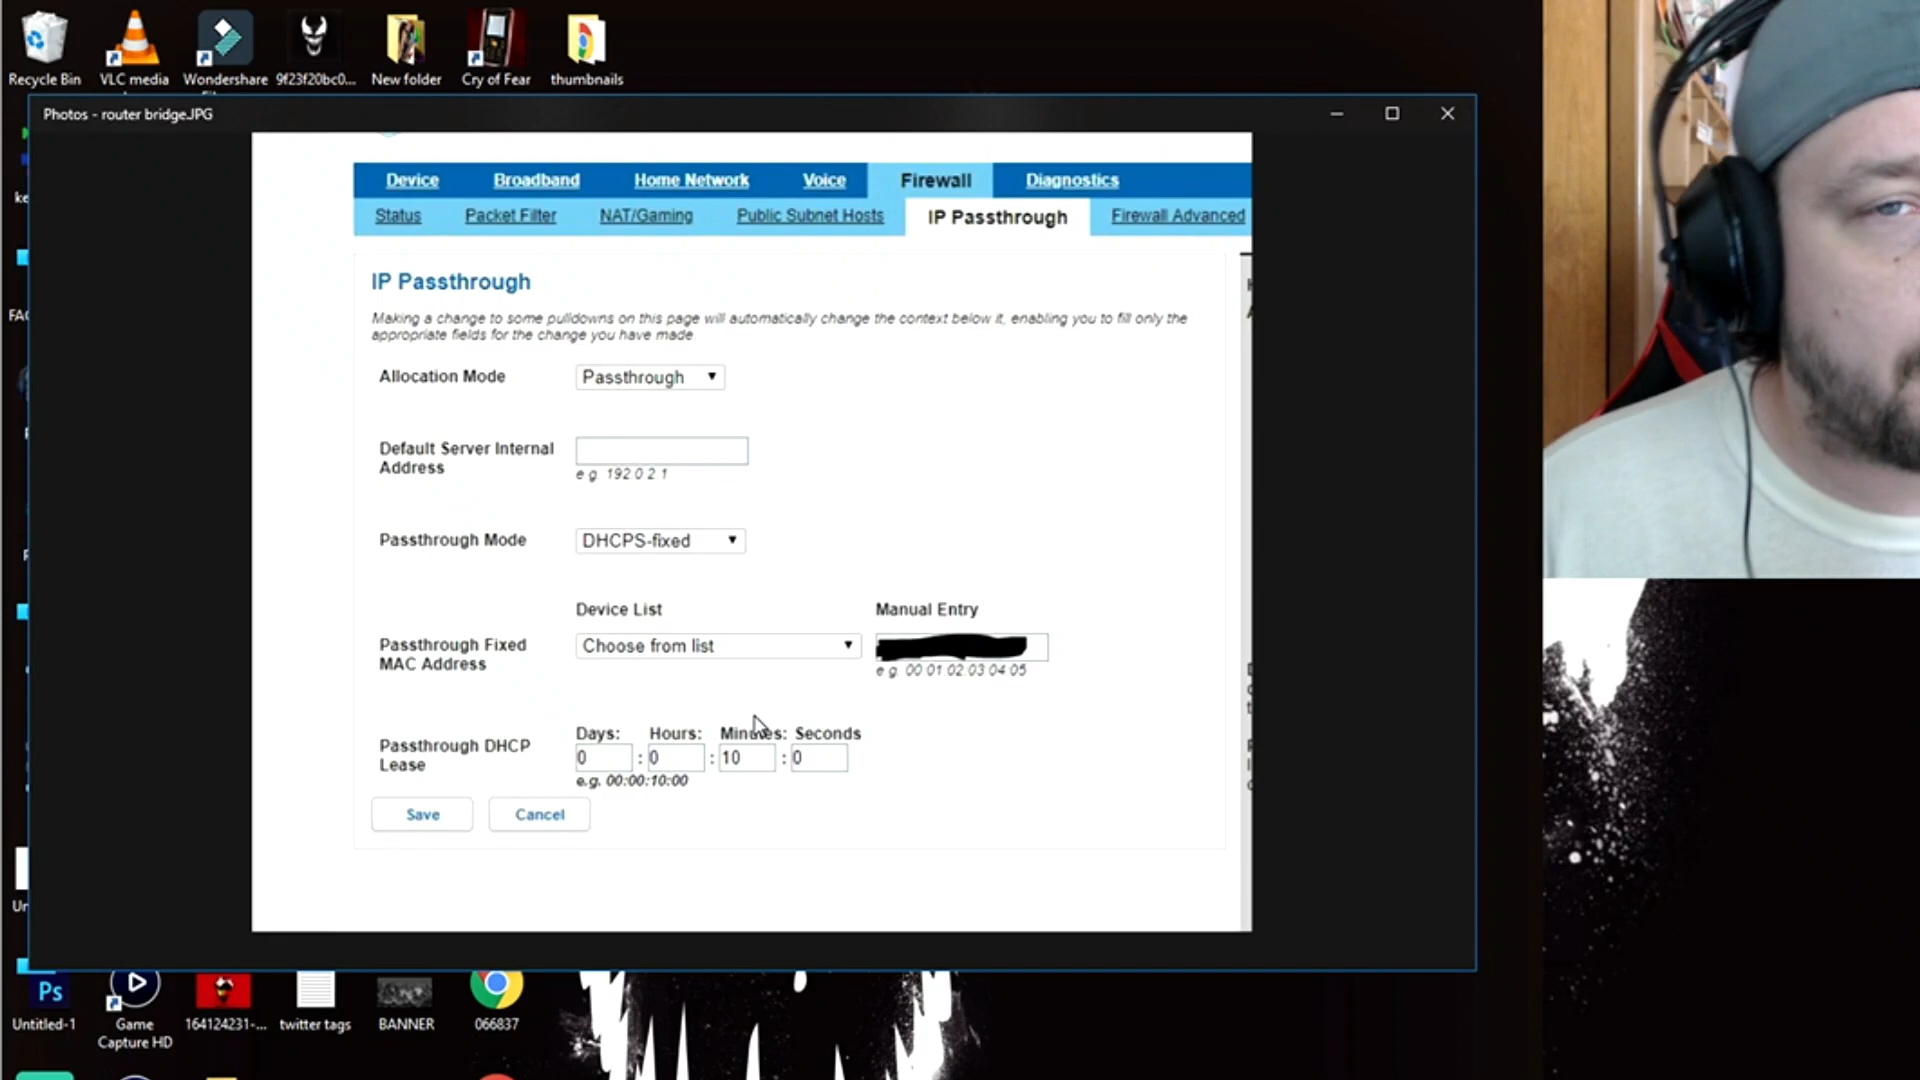 Recycle Bin
VLC media
Wondershare
9f23f20bc0...
New folder
Cry of Fear
thumbnails
Photos - router bridge.JPG
Device
Broadband
Home Network
Voice
Firewall
Diagnostics
Status
Packet Filter
NAT/Gaming
Public Subnet Hosts
IP Passthrough
Firewall Advanced
IP Passthrough
Making a change to some pulldowns on this page will automatically change the context below it, enabling you to fill only the
appropriate fields for the change you have made
Allocation Mode
Passthrough
Default Server Internal
Address
e g 192 0 2 1
Passthrough Mode
DHCPS-fixed
Device List
Manual Entry
Passthrough Fixed
MAC Address
Choose from list
e g 00 01 02 03 04 05
Days: Hours: Minutes: Seconds
Passthrough DHCP
Lease
0 : 0 : 10 : 0
e.g. 00:00:10:00
Save
Cancel
Ps
Untitled-1
Game
Capture HD
164124231-...
twitter tags
BANNER
066837